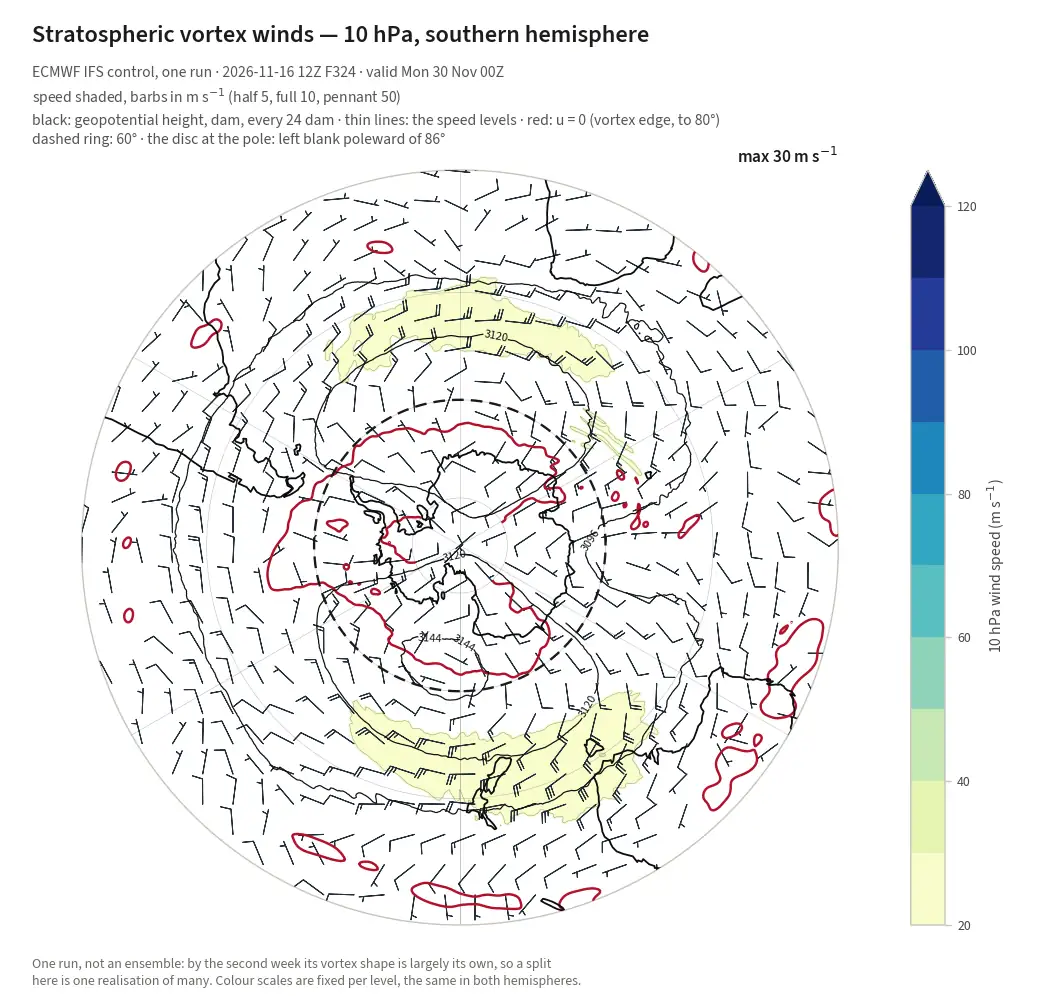 Stratospheric vortex winds — 10 hPa, southern hemisphere
ECMWF IFS control, one run · 2026-11-16 12Z F324 · valid Mon 30 Nov 00Z
speed shaded, barbs in m s⁻¹ (half 5, full 10, pennant 50)
black: geopotential height, dam, every 24 dam · thin lines: the speed levels · red: u = 0 (vortex edge, to 80°)
dashed ring: 60° · the disc at the pole: left blank poleward of 86°
max 30 m s⁻¹
120
100
80
60
40
20
10 hPa wind speed (m s⁻¹)
3120
3096
3120
3144
3144
3120
One run, not an ensemble: by the second week its vortex shape is largely its own, so a split
here is one realisation of many. Colour scales are fixed per level, the same in both hemispheres.